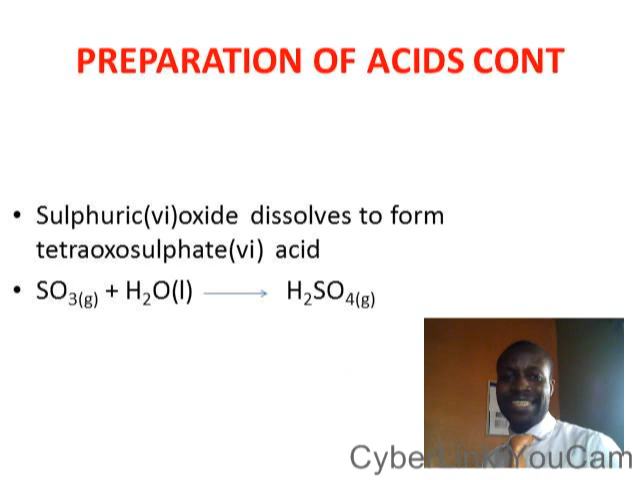 PREPARATION OF ACIDS CONT
• Sulphuric(vi)oxide dissolves to form
tetraoxosulphate(vi) acid
• SO₃(g) + H₂O(l) ⟶ H₂SO₄(g)
CyberLink YouCam